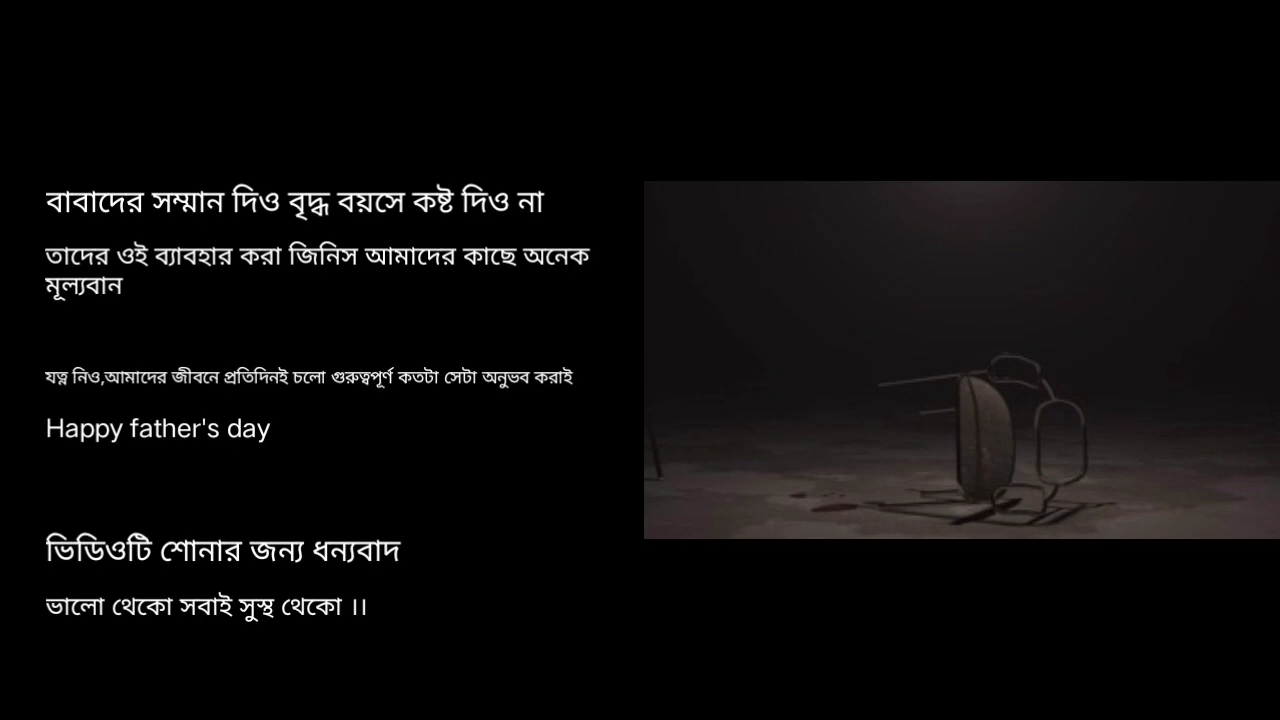 বাবাদের সম্মান দিও বৃদ্ধ বয়সে কষ্ট দিও না
তাদের ওই ব্যাবহার করা জিনিস আমাদের কাছে অনেক
মূল্যবান
যত্ন নিও,আমাদের জীবনে প্রতিদিনই চলো গুরুত্বপূর্ণ কতটা সেটা অনুভব করাই
Happy father's day
ভিডিওটি শোনার জন্য ধন্যবাদ
ভালো থেকো সবাই সুস্থ থেকো ।।